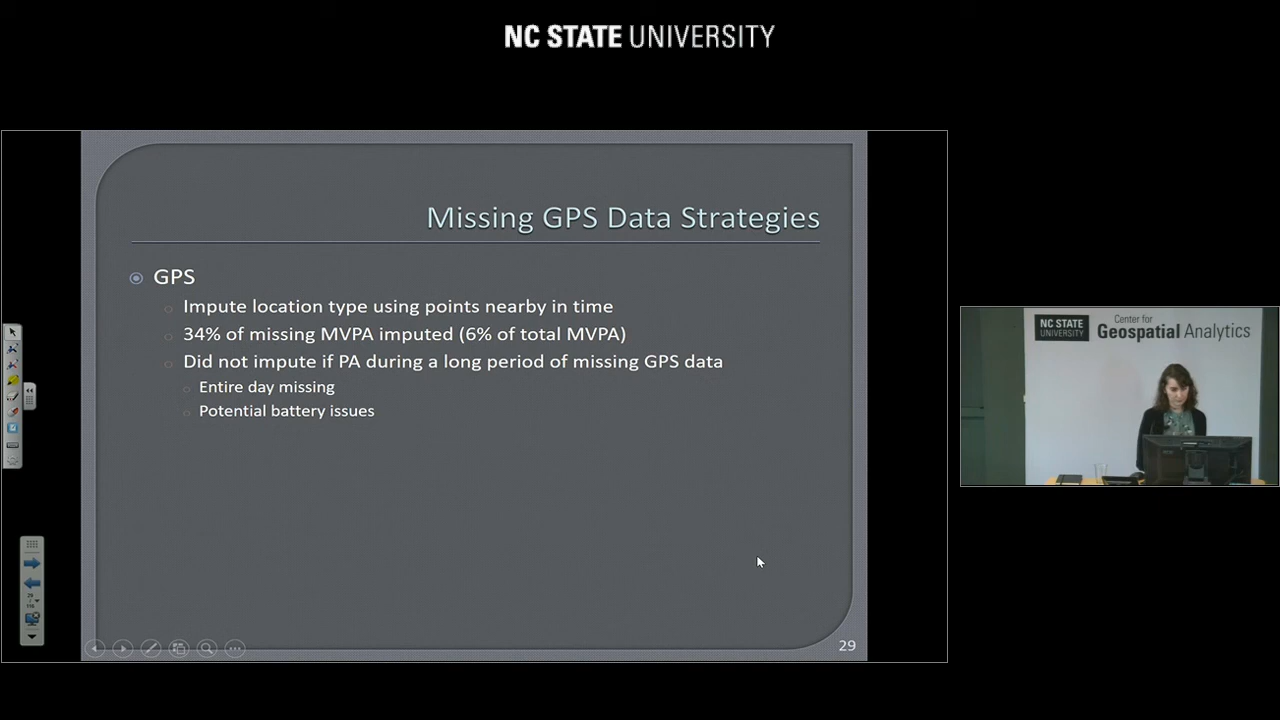 NC STATE UNIVERSITY
Missing GPS Data Strategies
GPS
Impute location type using points nearby in time
34% of missing MVPA imputed (6% of total MVPA)
Did not impute if PA during a long period of missing GPS data
Entire day missing
Potential battery issues
29
NC STATE
UNIVERSITY
Center for
Geospatial Analytics